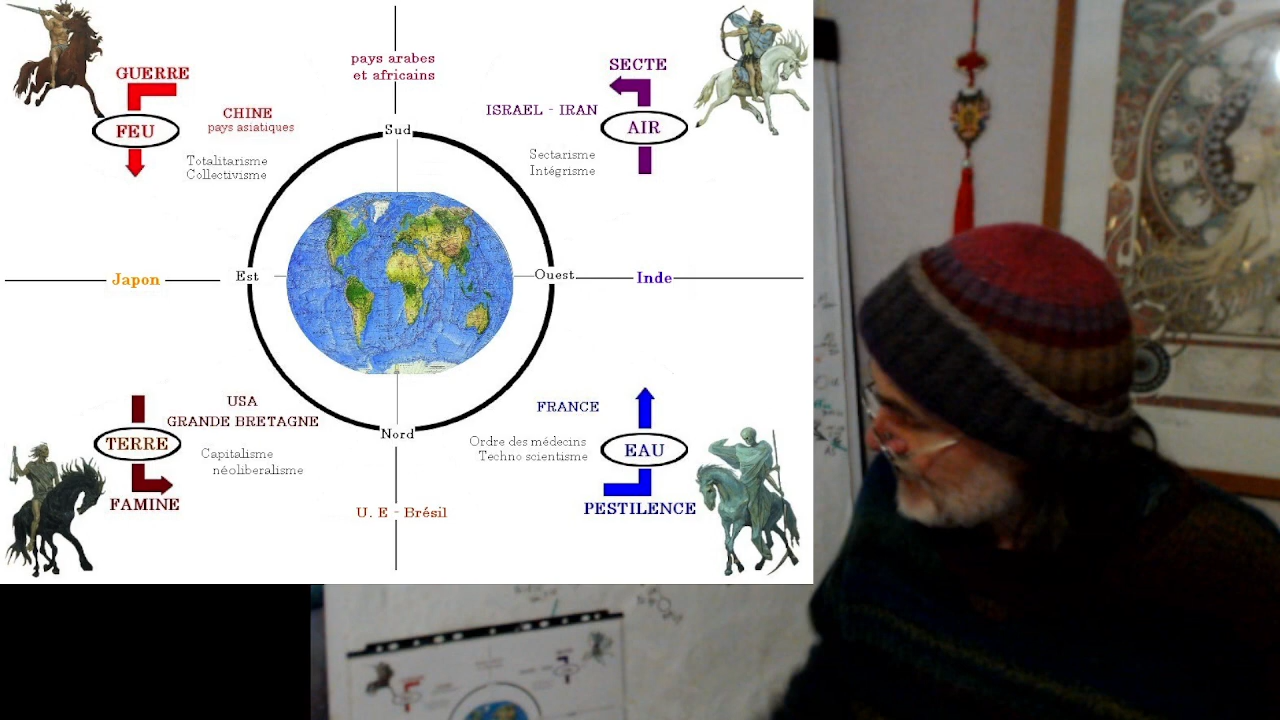 GUERRE
FEU
CHINE
pays asiatiques
Totalitarisme
Collectivisme
pays arabes
et africains
Sud
SECTE
ISRAEL - IRAN
AIR
Sectarisme
Intégrisme
Japon
Est
Ouest
Inde
USA
GRANDE BRETAGNE
TERRE
Capitalisme
néoliberalisme
FAMINE
Nord
U. E - Brésil
FRANCE
Ordre des médecins
Techno scientisme
EAU
PESTILENCE